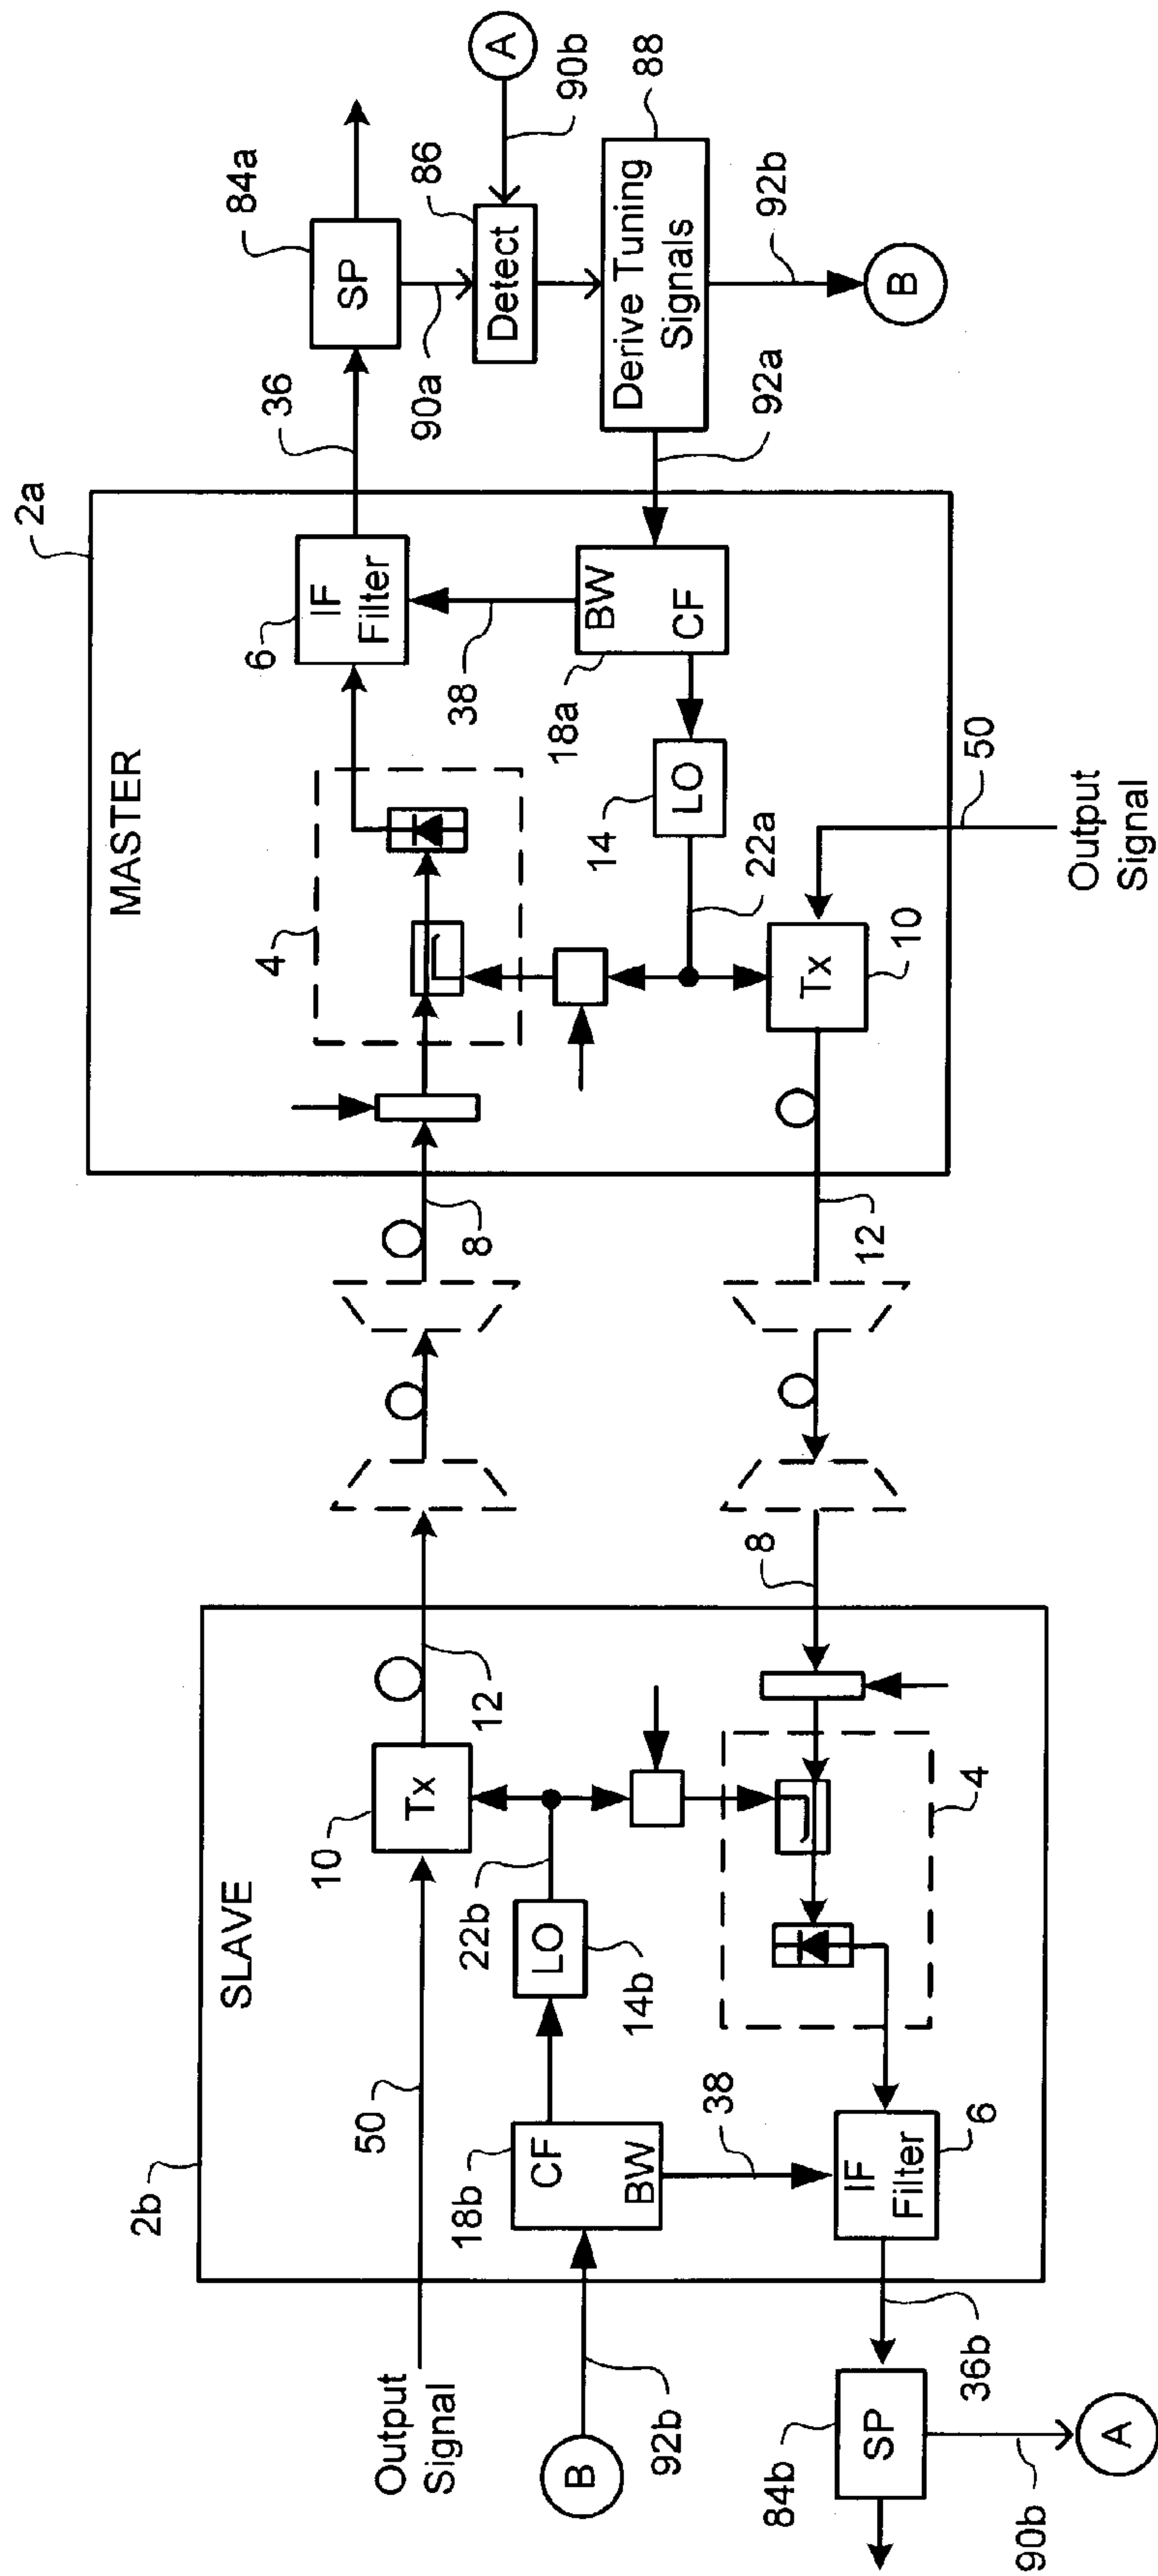 2b
SLAVE
Output
Signal
50
10
Tx
12
22b
LO
14b
18b
CF
BW
38
B
92b
4
8
IF
Filter
6
36b
84b
SP
90b
A
2a
MASTER
8
4
6
IF
Filter
36
38
18a
BW
CF
14
LO
22a
Tx
10
12
50
Output
Signal
84a
SP
90a
86
Detect
A
90b
88
Derive Tuning
Signals
92a
92b
B